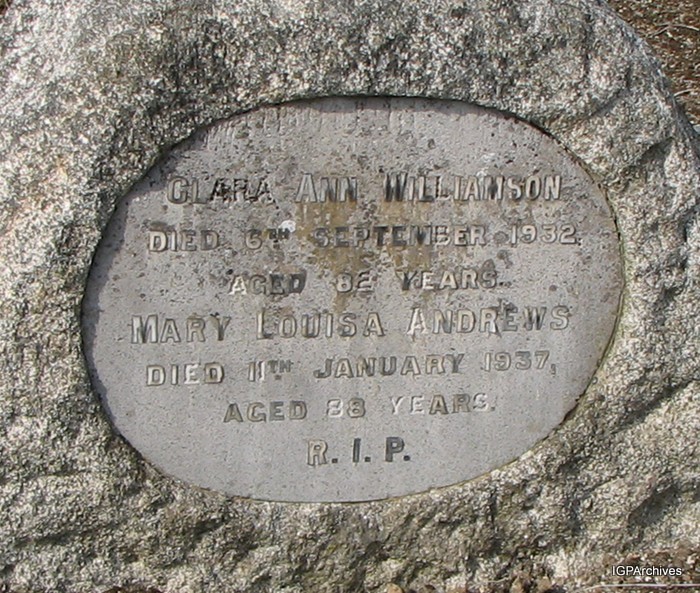 Clara Ann Williamson
Died 6th September 1932,
Aged 82 years.
Mary Louisa Andrews
Died 11th January 1937,
Aged 88 years.
R. I. P.
IGPArchives